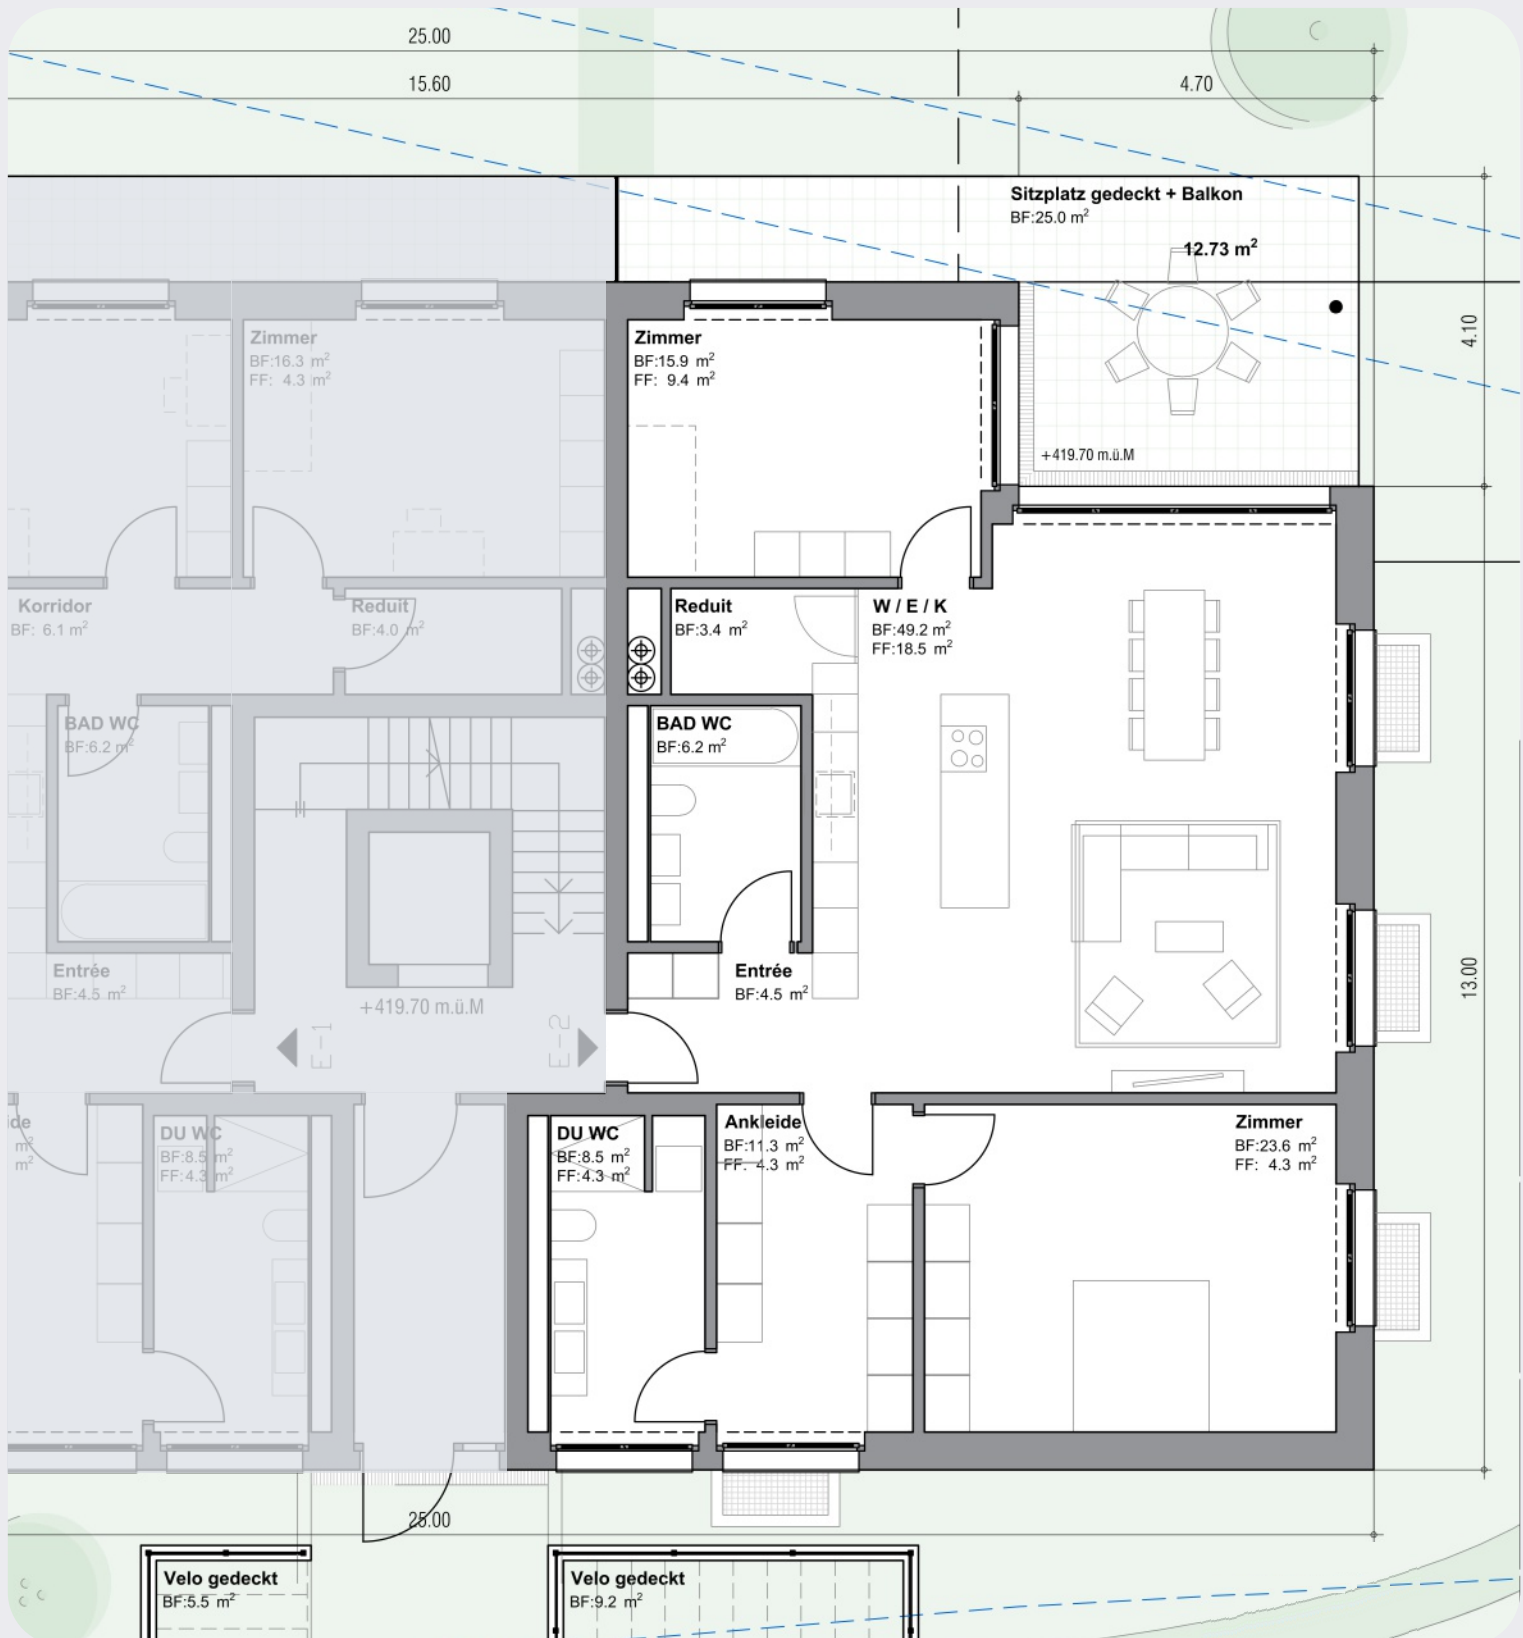 25.00
15.60
4.70
Sitzplatz gedeckt + Balkon
BF:25.0 m²
12.73 m²
4.10
+419.70 m.ü.M
Zimmer
BF:16.3 m²
FF: 4.3 m²
Zimmer
BF:15.9 m²
FF: 9.4 m²
Korridor
BF: 6.1 m²
Reduit
BF:4.0 m²
Reduit
BF:3.4 m²
W / E / K
BF:49.2 m²
FF:18.5 m²
BAD WC
BF:6.2 m²
BAD WC
BF:6.2 m²
Entrée
BF:4.5 m²
+419.70 m.ü.M
E-1
E-2
Entrée
BF:4.5 m²
13.00
ide
m²
m²
DU WC
BF:8.5 m²
FF:4.3 m²
DU WC
BF:8.5 m²
FF:4.3 m²
Ankleide
BF:11.3 m²
FF: 4.3 m²
Zimmer
BF:23.6 m²
FF: 4.3 m²
25.00
Velo gedeckt
BF:5.5 m²
Velo gedeckt
BF:9.2 m²